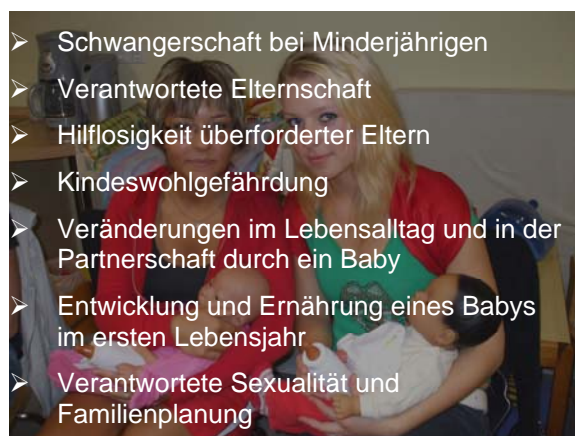 ➢ Schwangerschaft bei Minderjährigen
➢ Verantwortete Elternschaft
➢ Hilflosigkeit überforderter Eltern
➢ Kindeswohlgefährdung
➢ Veränderungen im Lebensalltag und in der
Partnerschaft durch ein Baby
➢ Entwicklung und Ernährung eines Babys
im ersten Lebensjahr
➢ Verantwortete Sexualität und
Familienplanung